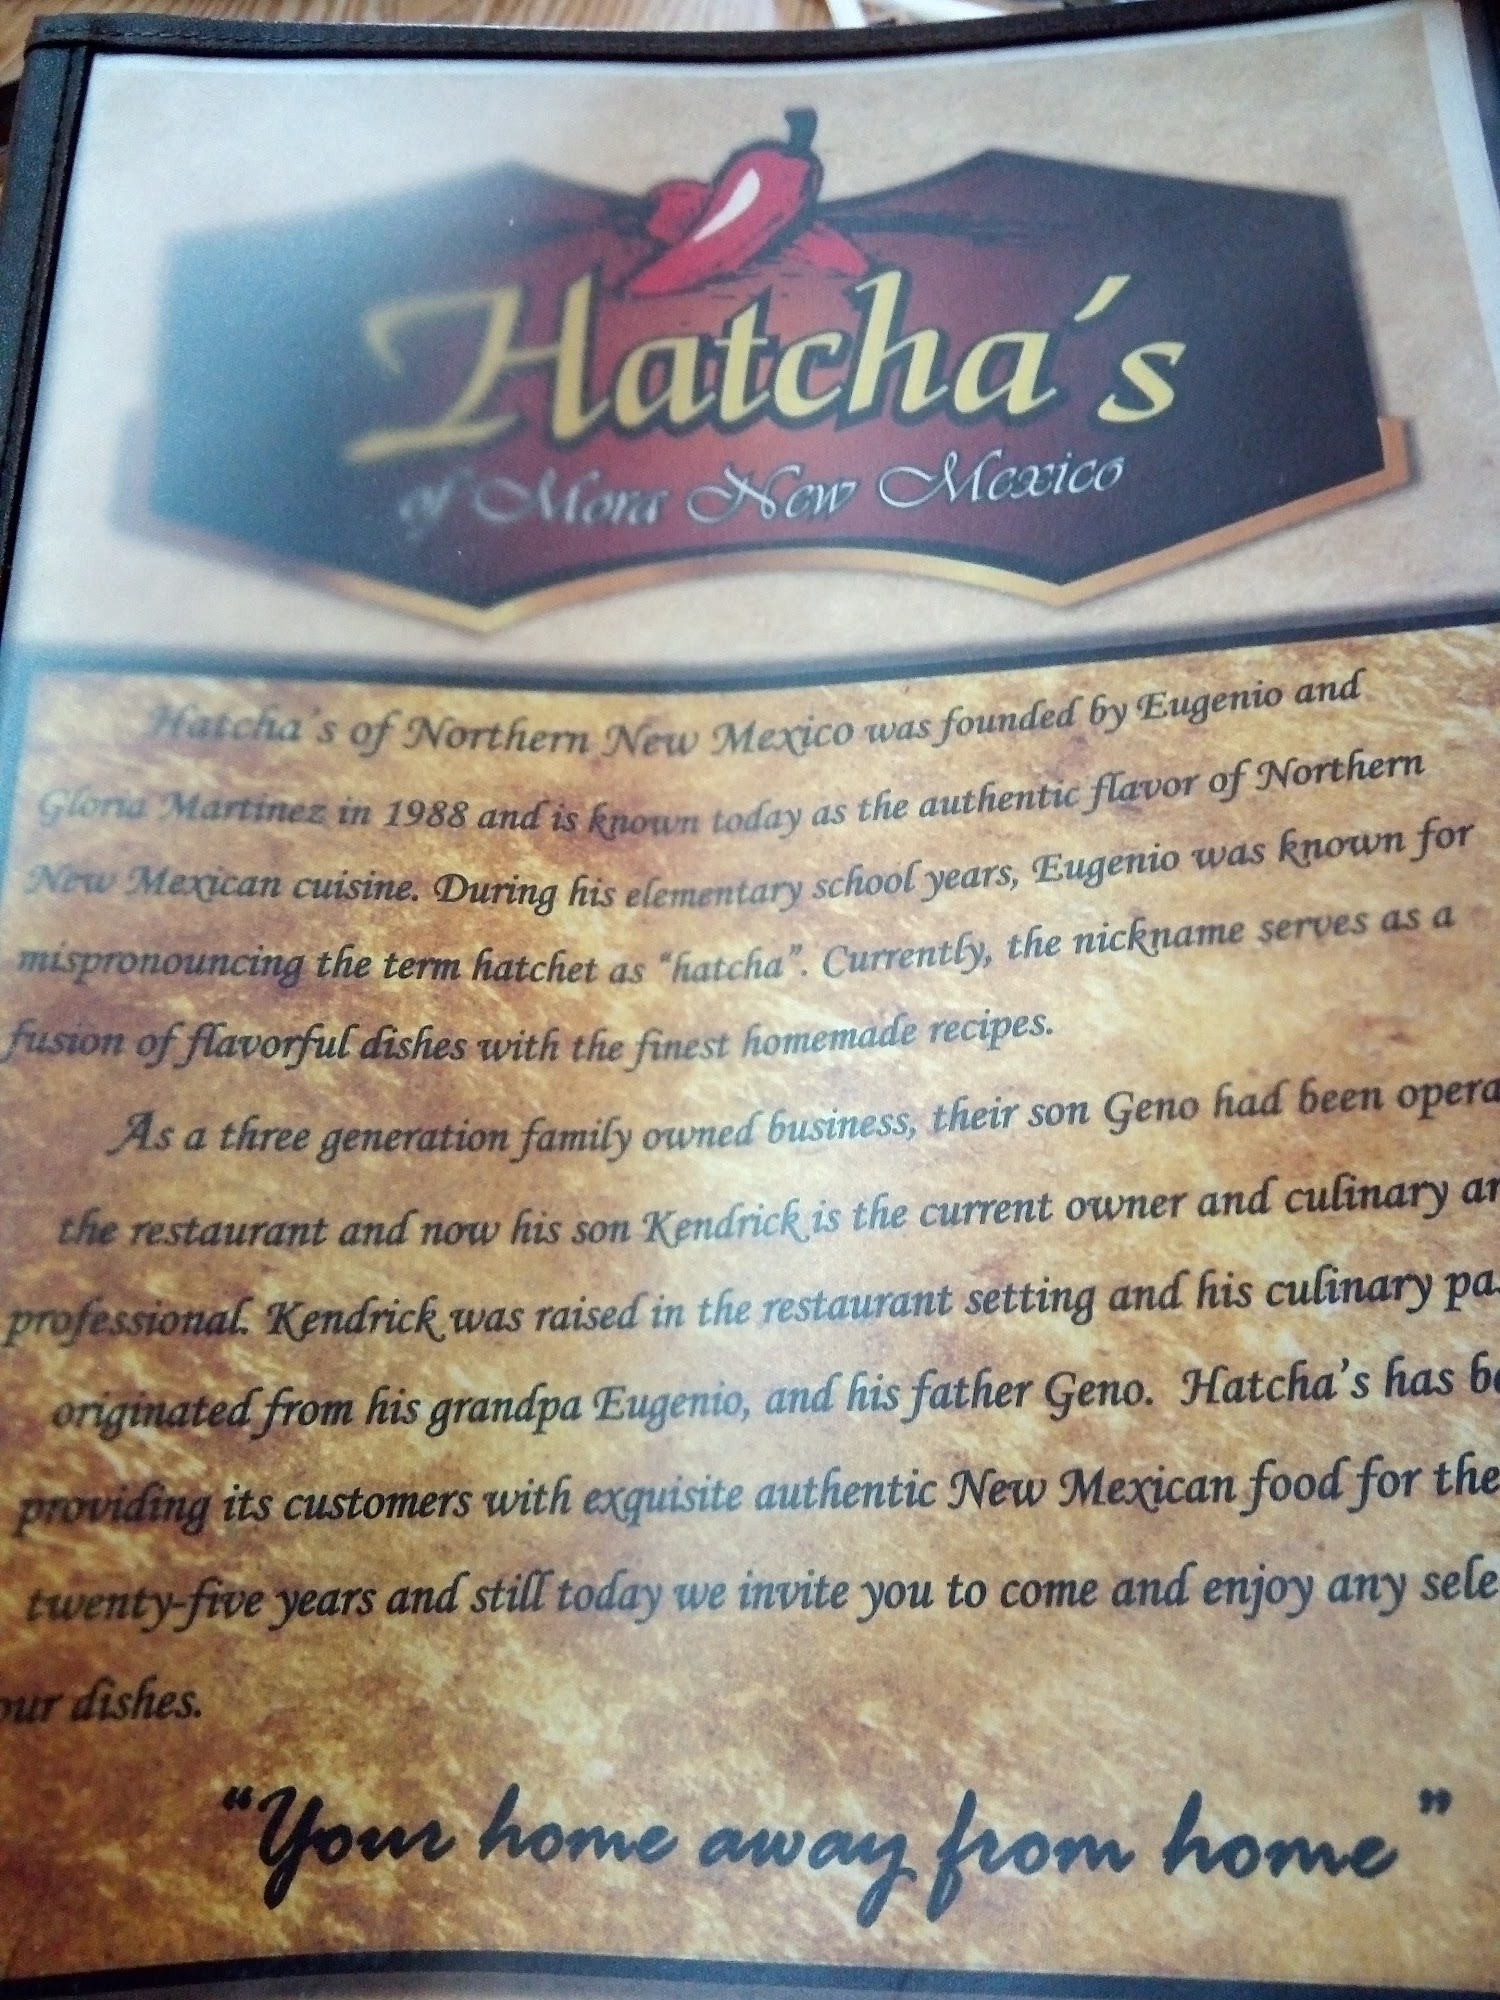 Hatcha's
of Mora New Mexico
Hatcha's of Northern New Mexico was founded by Eugenio and
Gloria Martinez in 1988 and is known today as the authentic flavor of Northern
New Mexican cuisine. During his elementary school years, Eugenio was known for
mispronouncing the term hatchet as “hatcha”. Currently, the nickname serves as a
fusion of flavorful dishes with the finest homemade recipes.
As a three generation family owned business, their son Geno had been
the restaurant and now his son Kendrick is the current owner and culinary
professional. Kendrick was raised in the restaurant setting and his culinary
originated from his grandpa Eugenio, and his father Geno. Hatcha's has
providing its customers with exquisite authentic New Mexican food for the
twenty-five years and still today we invite you to come and enjoy any
our dishes.
“Your home away from home”